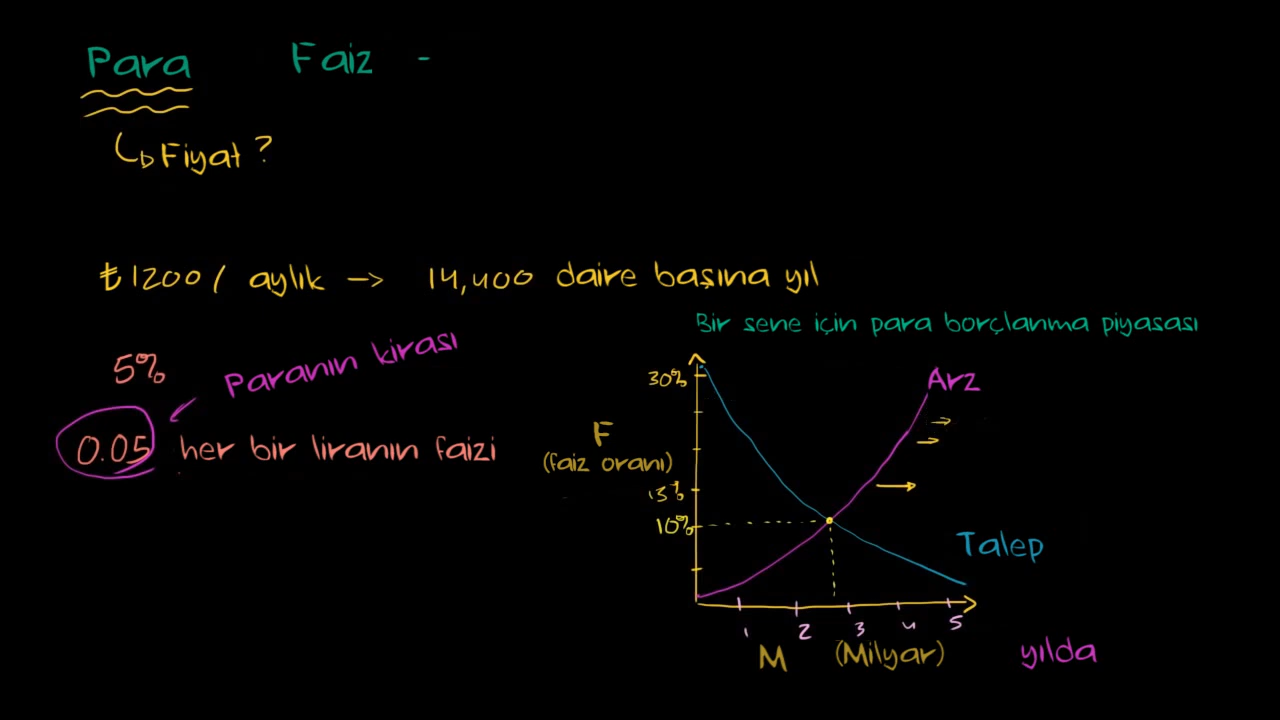 Para Faiz -
Fiyat ?
₺1200/ aylık -> 14,400 daire başına yıl
Bir sene için para borçlanma piyasası
5%
Paranın kirası
0.05 her bir liranın faizi
30%
Arz
F
(faiz oranı)
13%
10%
Talep
1 2 3 4 5
M (Milyar) yılda